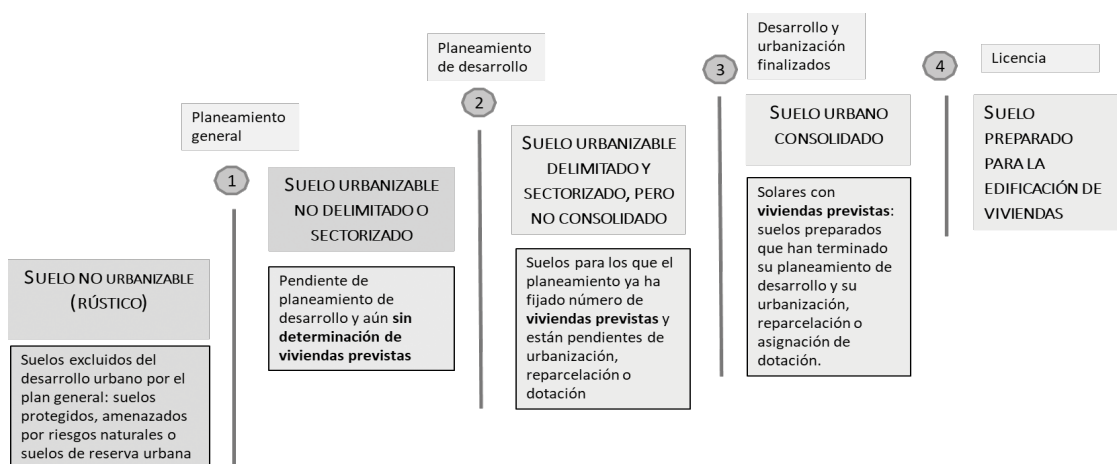 SUELO NO URBANIZABLE
(RÚSTICO)
Suelos excluidos del
desarrollo urbano por el
plan general: suelos
protegidos, amenazados
por riesgos naturales o
suelos de reserva urbana
1
Planeamiento
general
SUELO URBANIZABLE
NO DELIMITADO O
SECTORIZADO
Pendiente de
planeamiento de
desarrollo y aún sin
determinación de
viviendas previstas
2
Planeamiento
de desarrollo
SUELO URBANIZABLE
DELIMITADO Y
SECTORIZADO, PERO
NO CONSOLIDADO
Suelos para los que el
planeamiento ya ha
fijado número de
viviendas previstas y
están pendientes de
urbanización,
reparcelación o
dotación
3
Desarrollo y
urbanización
finalizados
SUELO URBANO
CONSOLIDADO
Solares con
viviendas previstas:
suelos preparados
que han terminado
su planeamiento de
desarrollo y su
urbanización,
reparcelación o
asignación de
dotación.
4
Licencia
SUELO
PREPARADO
PARA LA
EDIFICACIÓN DE
VIVIENDAS